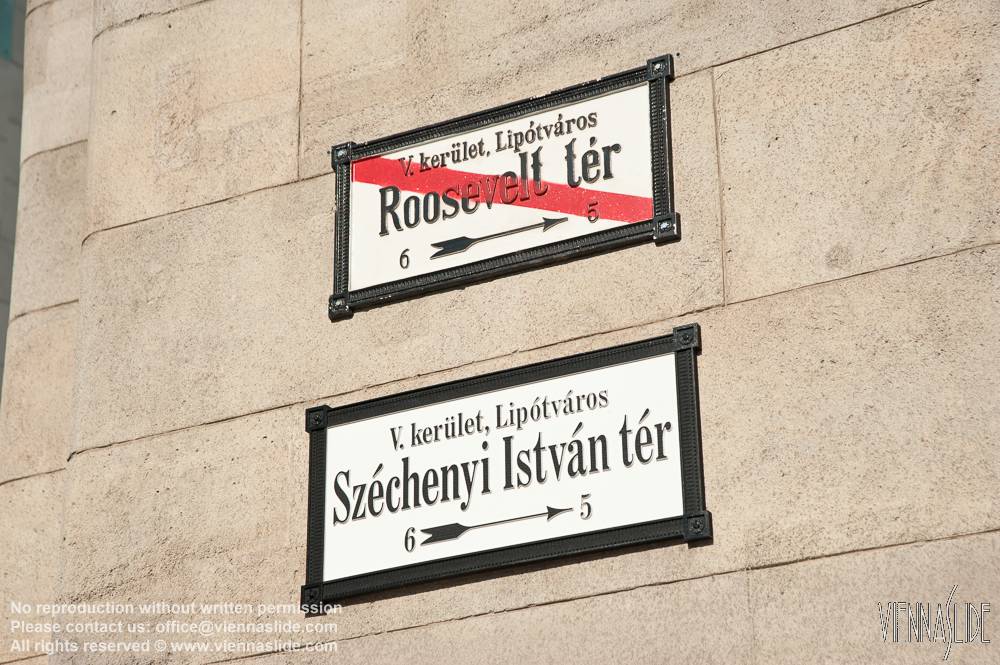 V. kerület, Lipótváros
Roosevelt tér
6 5
V. kerület, Lipótváros
Széchenyi István tér
6 5
No reproduction without written permission
Please contact us: office@viennaslide.com
All rights reserved © www.viennaslide.com
VIENNASLIDE